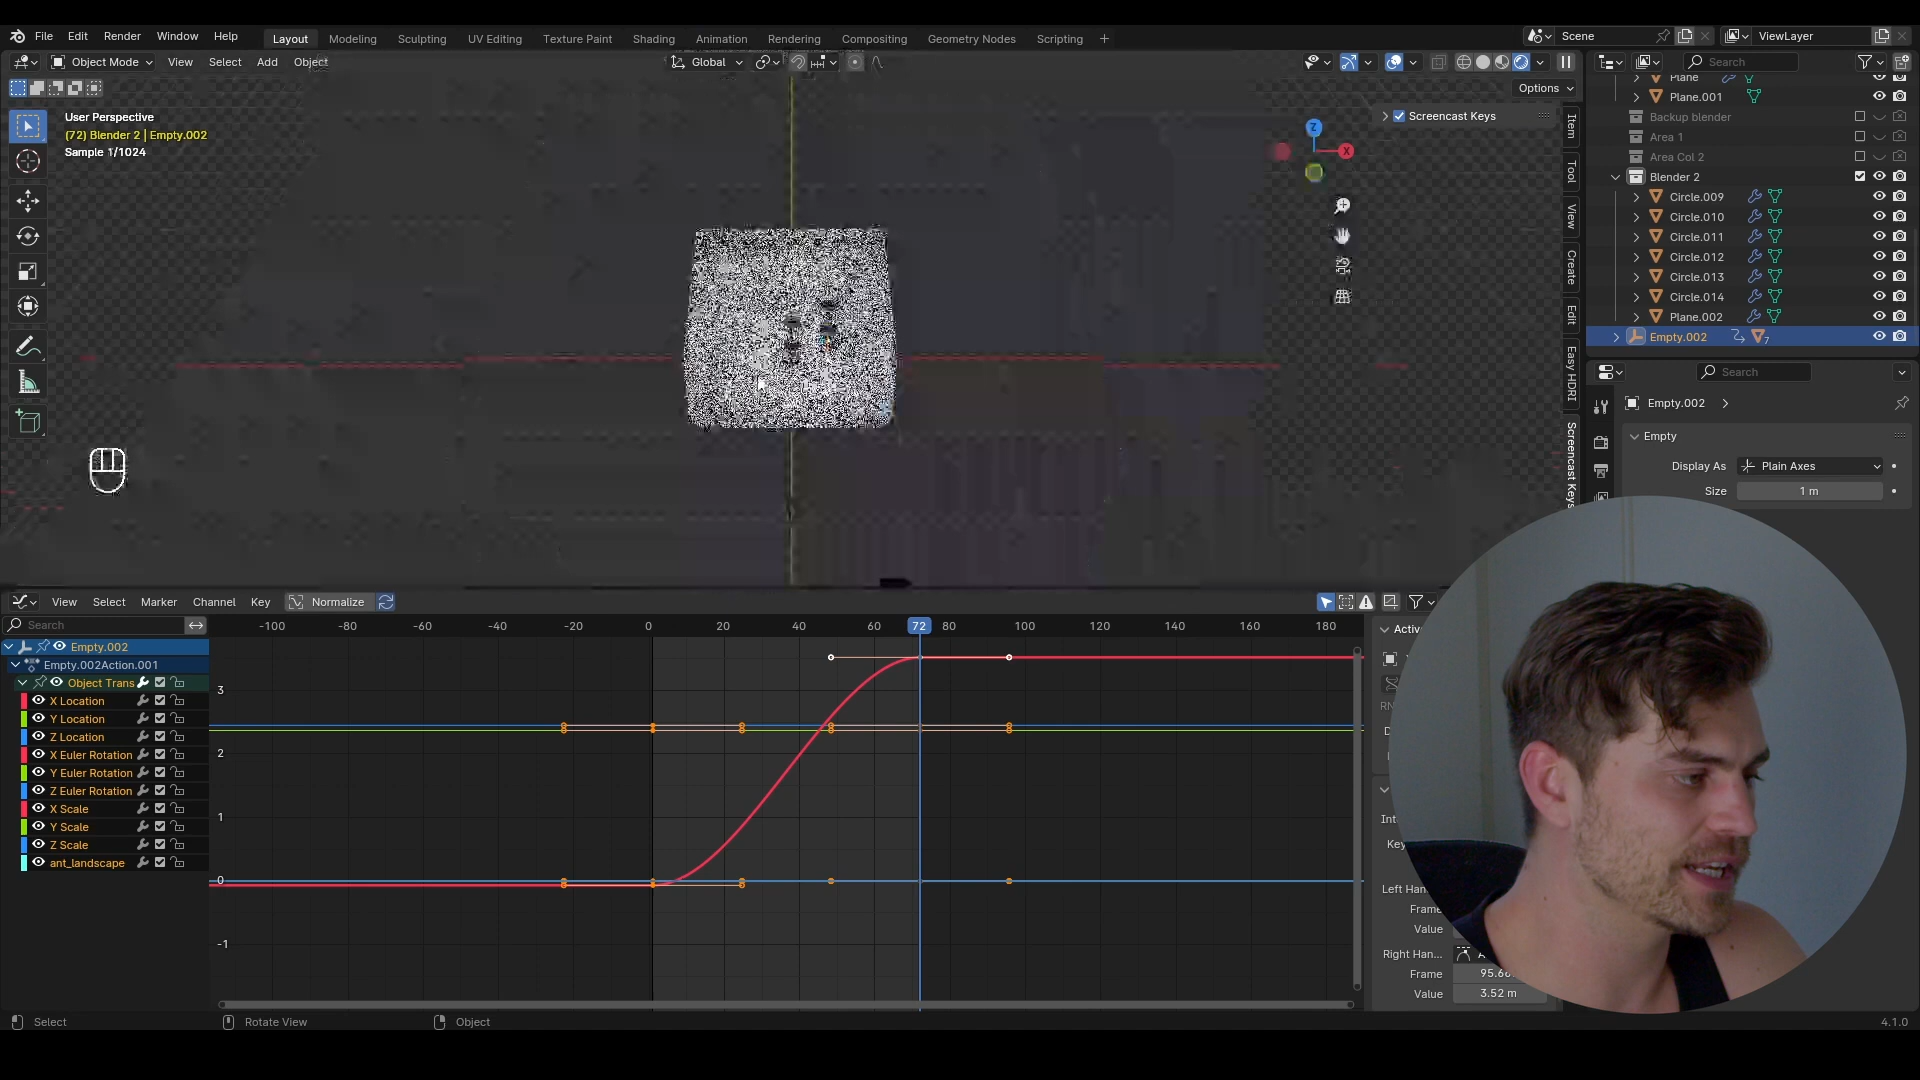 File Edit Render Window Help Layout Modeling Sculpting UV Editing Texture Paint Shading Animation Rendering Compositing Geometry Nodes Scripting + Scene ViewLayer
Object Mode View Select Add Object Global Search
Options
User Perspective
(72) Blender 2 | Empty.002
Sample 1/1024
Screencast Keys
Z
X
Item
Tool
View
Create
Edit
Easy HDRI
Screencast Keys
Plane
Plane.001
Backup blender
Area 1
Area Col 2
Blender 2
Circle.009
Circle.010
Circle.011
Circle.012
Circle.013
Circle.014
Plane.002
Empty.002 7
Search
Empty.002
Empty
Display As Plain Axes
Size 1 m
View Select Marker Channel Key Normalize
Search
-100 -80 -60 -40 -20 0 20 40 60 72 80 100 120 140 160 180
Empty.002
Empty.002Action.001
Object Trans
X Location
Y Location
Z Location
X Euler Rotation
Y Euler Rotation
Z Euler Rotation
X Scale
Y Scale
Z Scale
ant_landscape
3
2
1
0
-1
Left Han
Frame
Value
Right Han...
Frame
Value 3.52 m
Select Rotate View Object 4.1.0